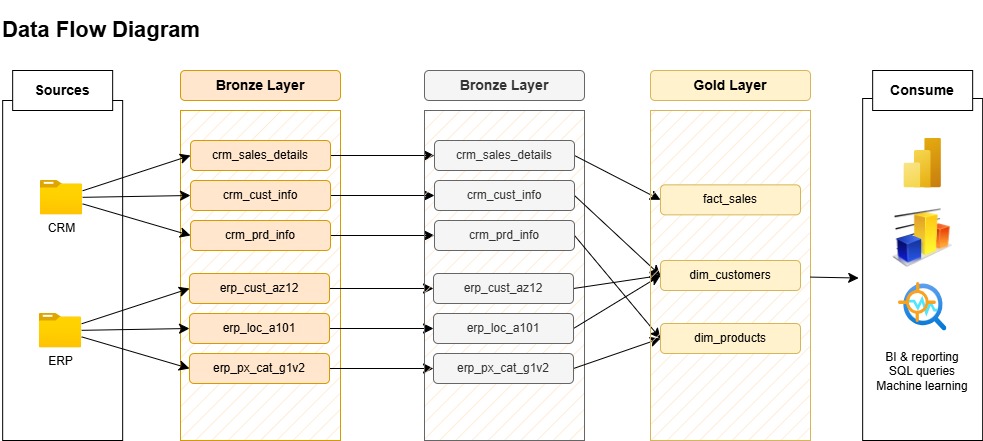 Data Flow Diagram
Sources
Bronze Layer
Bronze Layer
Gold Layer
Consume
CRM
ERP
crm_sales_details
crm_cust_info
crm_prd_info
erp_cust_az12
erp_loc_a101
erp_px_cat_g1v2
crm_sales_details
crm_cust_info
crm_prd_info
erp_cust_az12
erp_loc_a101
erp_px_cat_g1v2
fact_sales
dim_customers
dim_products
BI & reporting
SQL queries
Machine learning